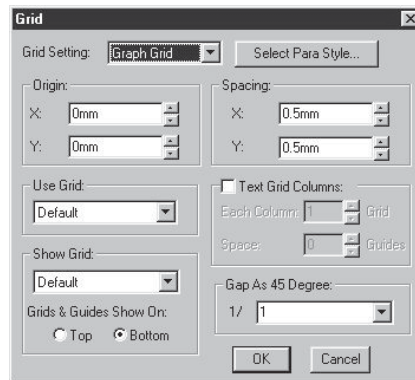 Grid
Grid Setting: Graph Grid Select Para Style...
Origin: Spacing:
X: 0mm X: 0.5mm
Y: 0mm Y: 0.5mm
Use Grid: Text Grid Columns:
Default Each Column: 1 Grid
Space: 0 Guides
Show Grid:
Default Gap As 45 Degree:
Grids & Guides Show On: 1/ 1
Top Bottom
OK Cancel